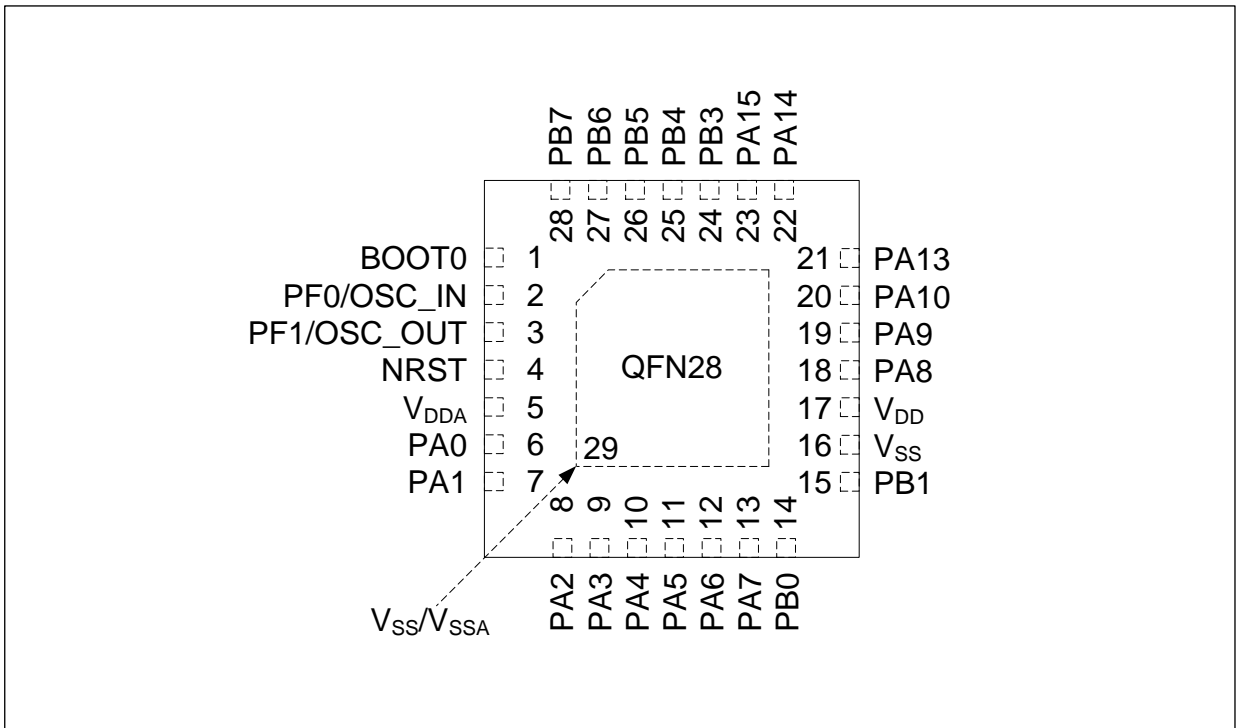 PB7
PB6
PB5
PB4
PB3
PA15
PA14
28
27
26
25
24
23
22
BOOT0 1
PF0/OSC_IN 2
PF1/OSC_OUT 3
NRST 4
VDDA 5
PA0 6
PA1 7
QFN28
29
21 PA13
20 PA10
19 PA9
18 PA8
17 VDD
16 VSS
15 PB1
8
9
10
11
12
13
14
PA2
PA3
PA4
PA5
PA6
PA7
PB0
VSS/VSSA